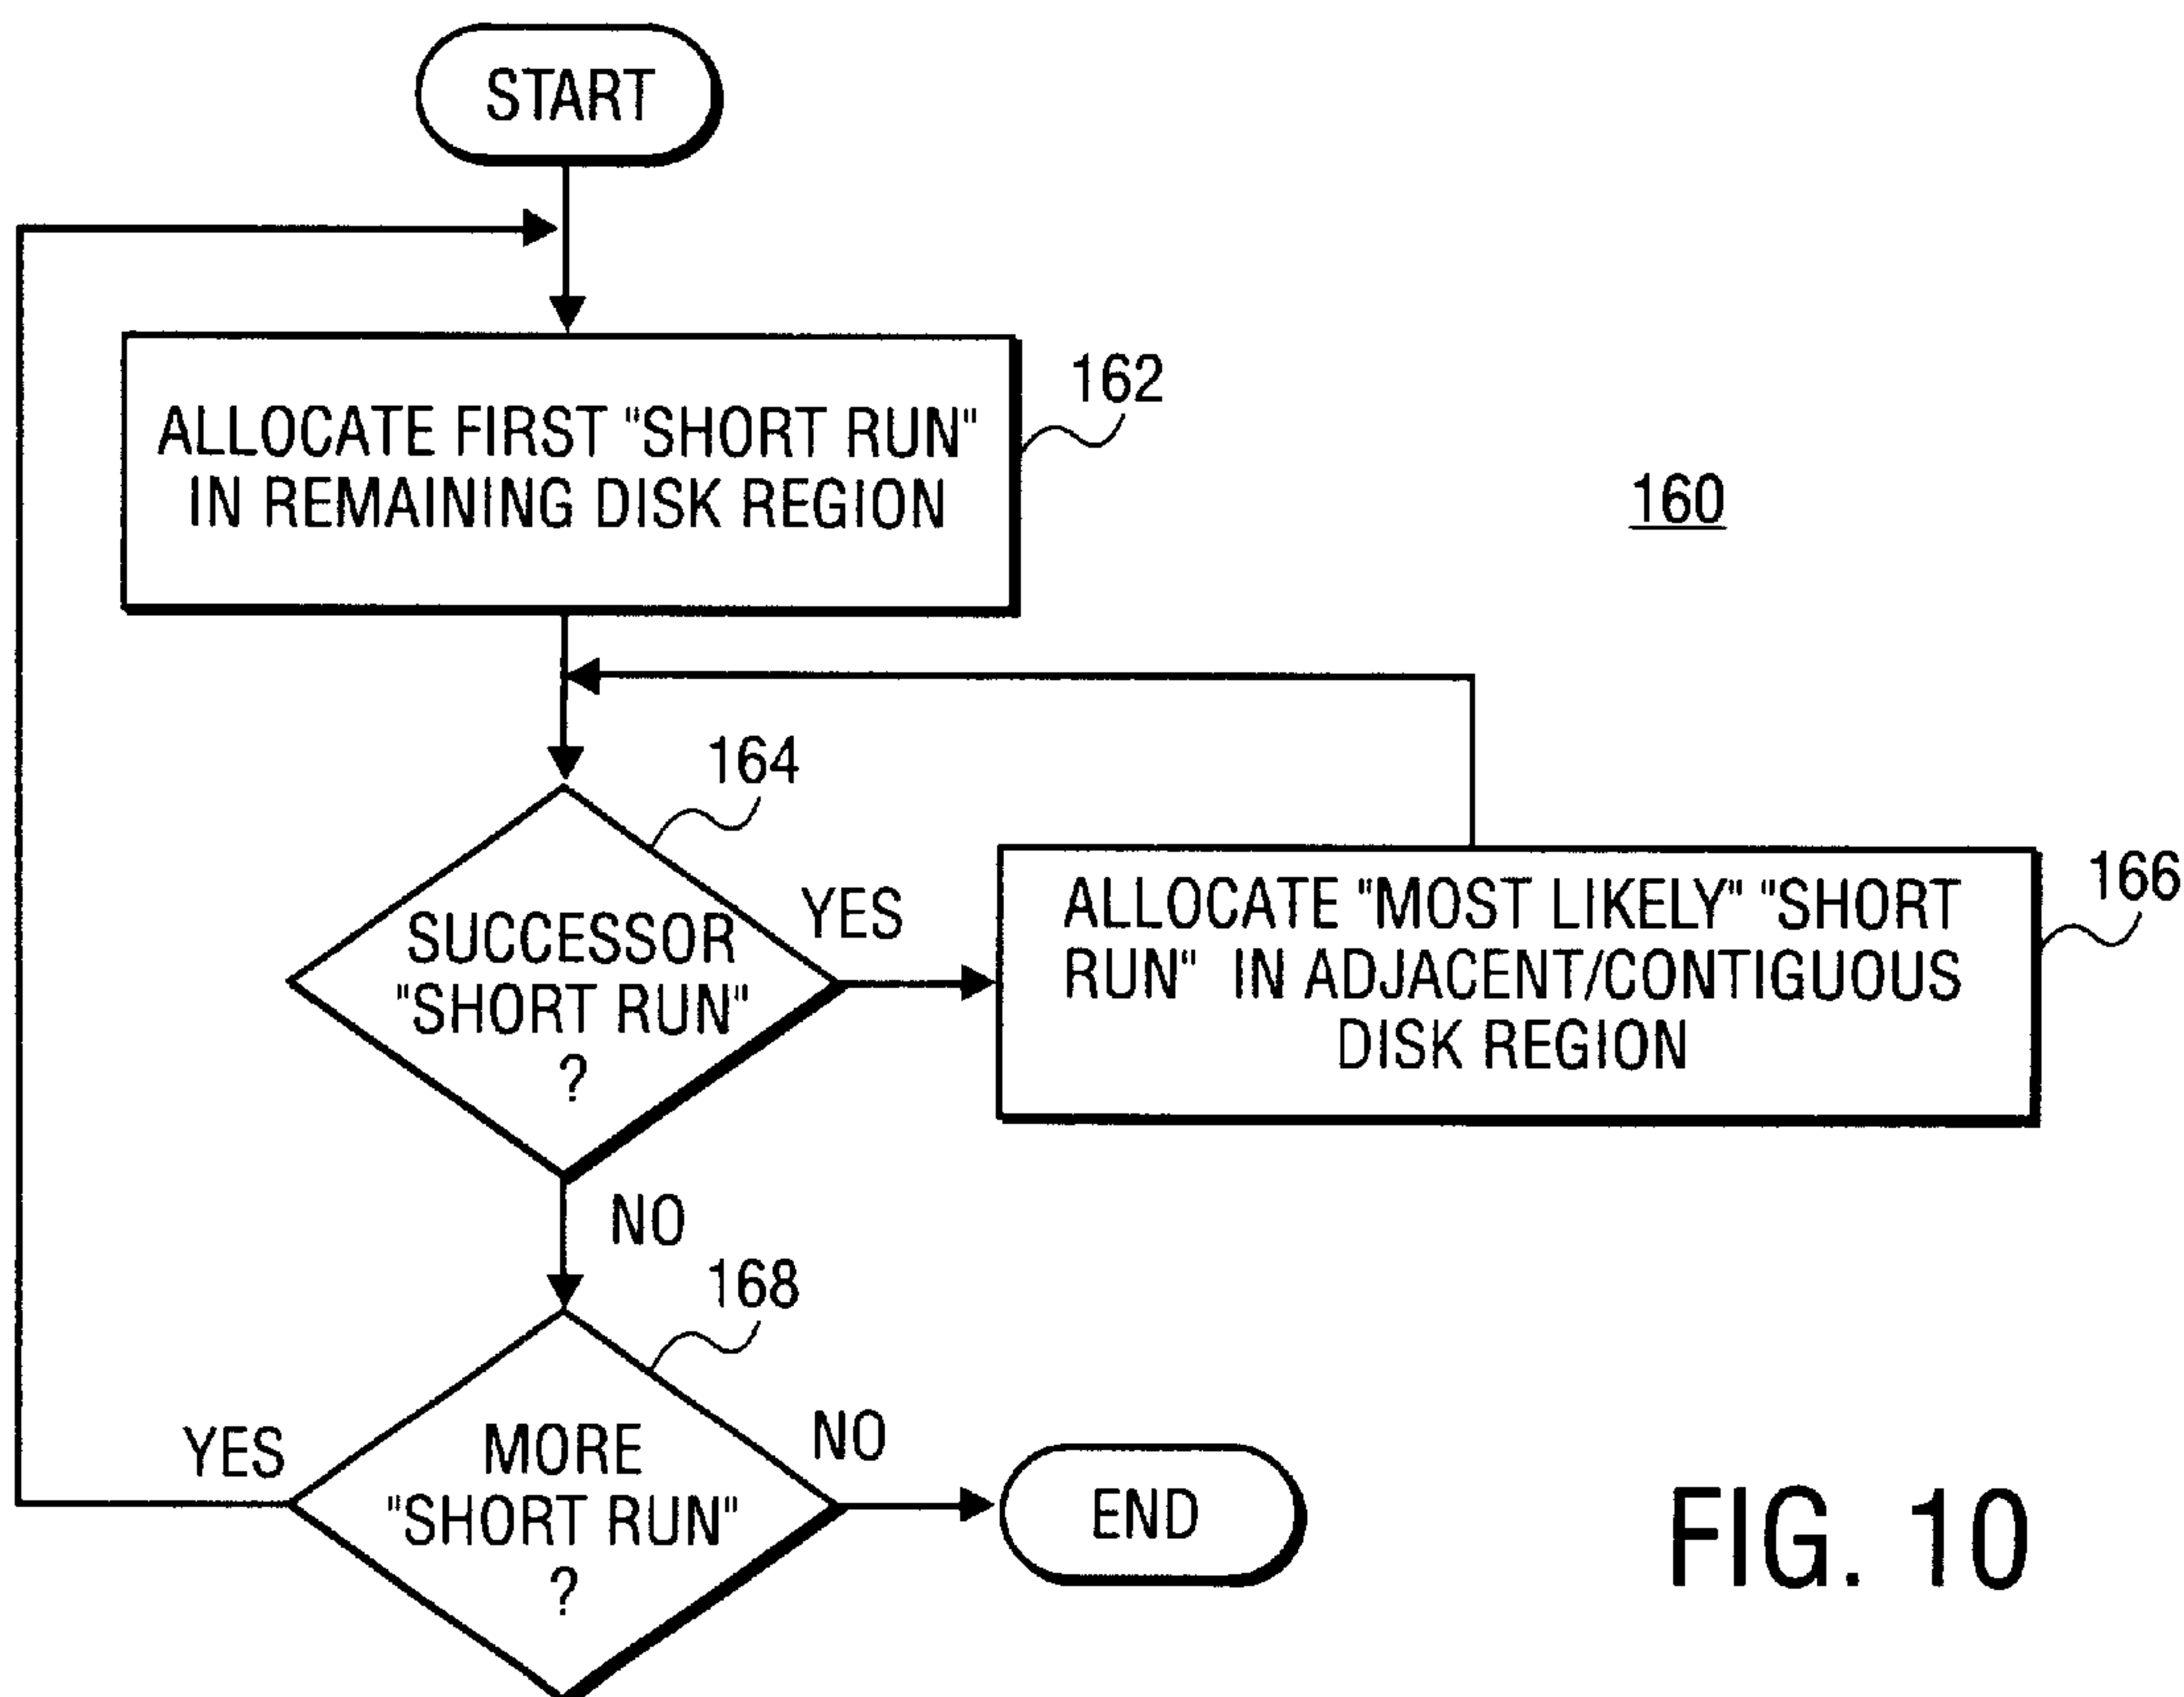 START
162
ALLOCATE FIRST "SHORT RUN"
IN REMAINING DISK REGION
160
164
YES
SUCCESSOR
"SHORT RUN"
?
166
ALLOCATE "MOST LIKELY" "SHORT
RUN" IN ADJACENT/CONTIGUOUS
DISK REGION
NO
168
YES
MORE
"SHORT RUN"
?
NO
END
FIG. 10